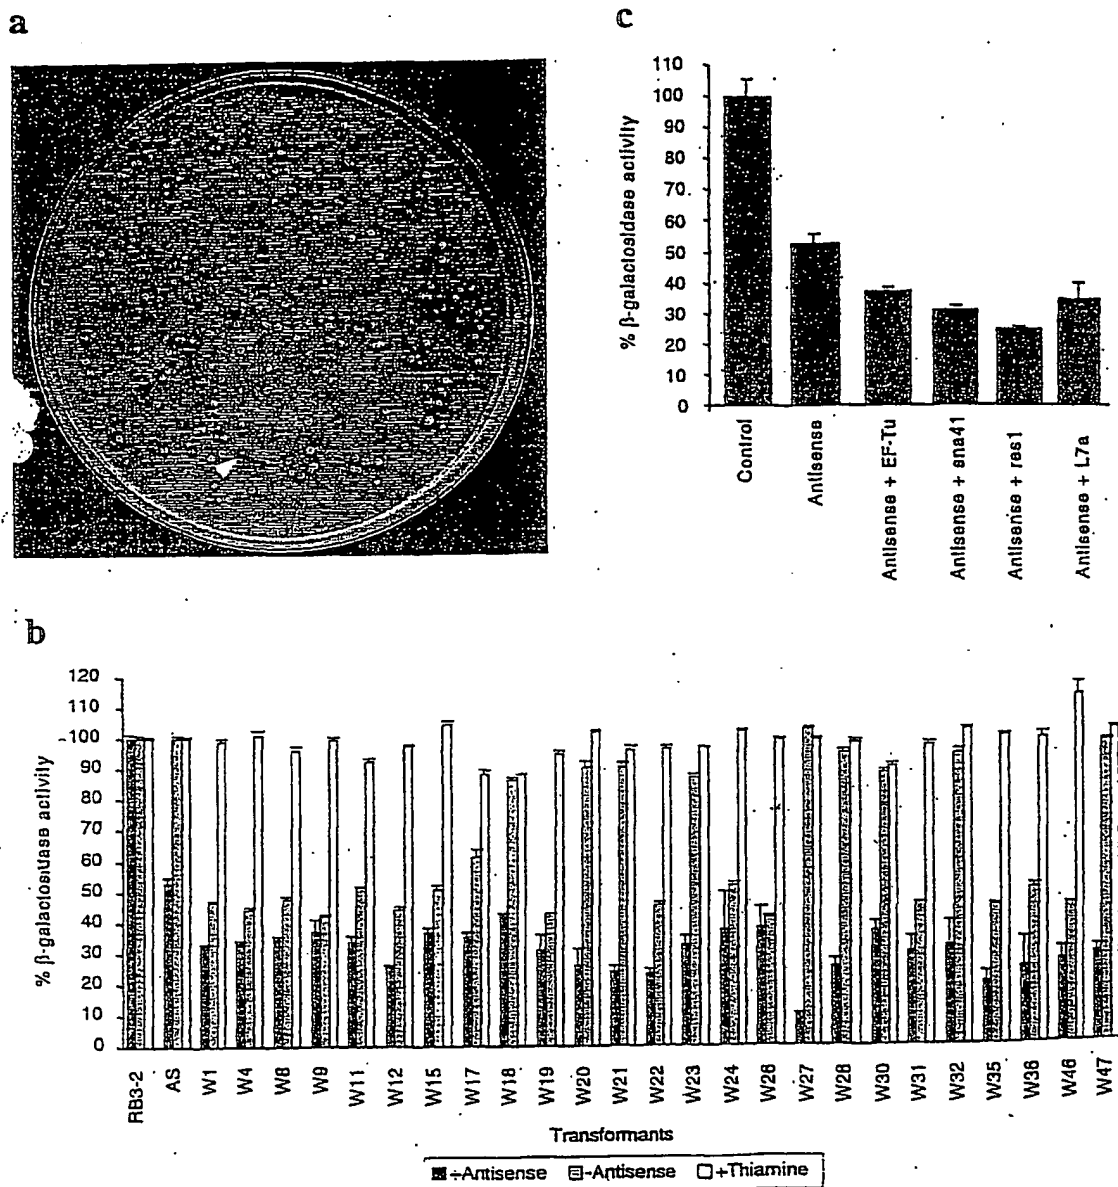 a
c
% β-galactosidase activity
110
100
90
80
70
60
50
40
30
20
10
0
Control
Antisense
Antisense + EF-Tu
Antisense + sna41
Antisense + res1
Antisense + L7a
b
% β-galactosidase activity
120
110
100
90
80
70
60
50
40
30
20
10
0
RB3-2
AS
W1
W4
W8
W9
W11
W12
W15
W17
W18
W19
W20
W21
W22
W23
W24
W26
W27
W28
W30
W31
W32
W35
W36
W46
W47
Transformants
+Antisense -Antisense +Thiamine